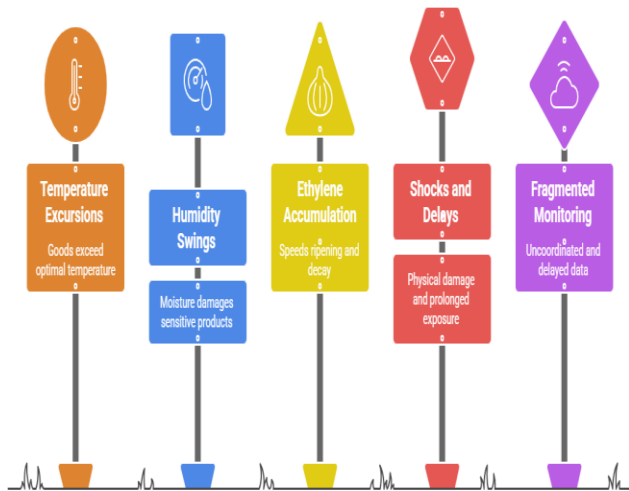 Temperature
Excursions
Goods exceed
optimal temperature
Humidity
Swings
Moisture damages
sensitive products
Ethylene
Accumulation
Speeds ripening and
decay
Shocks and
Delays
Physical damage
and prolonged
exposure
Fragmented
Monitoring
Uncoordinated and
delayed data